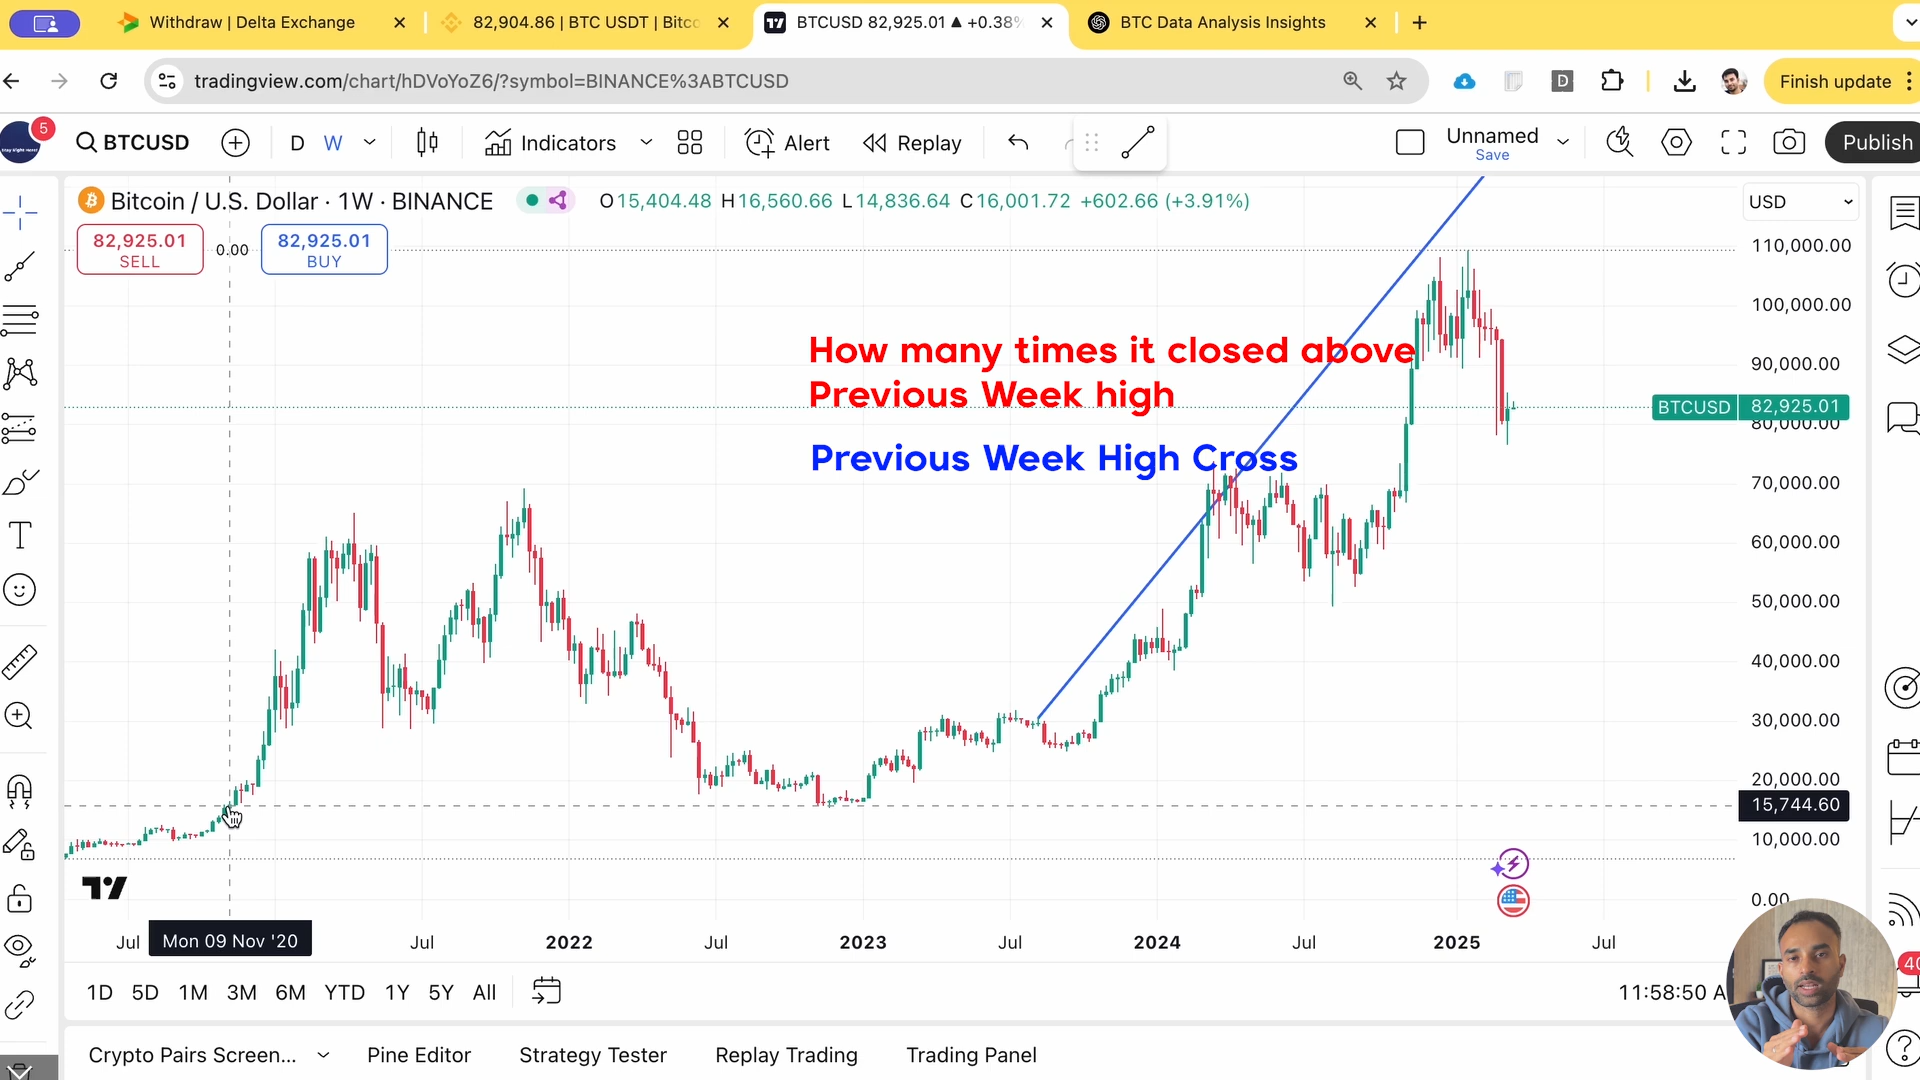 Withdraw | Delta Exchange
82,904.86 | BTC USDT | Bitco
BTCUSD 82,925.01 ▲ +0.38%
BTC Data Analysis Insights
tradingview.com/chart/hDVoYoZ6/?symbol=BINANCE%3ABTCUSD
D
Finish update
5
BTCUSD
D
W
Indicators
Alert
Replay
Unnamed
Save
Publish
Bitcoin / U.S. Dollar · 1W · BINANCE
O15,404.48 H16,560.66 L14,836.64 C16,001.72 +602.66 (+3.91%)
USD
82,925.01
SELL
0.00
82,925.01
BUY
110,000.00
100,000.00
How many times it closed above
Previous Week high
90,000.00
BTCUSD 82,925.01
80,000.00
Previous Week High Cross
70,000.00
60,000.00
50,000.00
40,000.00
30,000.00
20,000.00
15,744.60
10,000.00
0.00
Jul
Mon 09 Nov '20
Jul
2022
Jul
2023
Jul
2024
Jul
2025
Jul
40
1D 5D 1M 3M 6M YTD 1Y 5Y All
11:58:50 A
Crypto Pairs Screen...
Pine Editor
Strategy Tester
Replay Trading
Trading Panel